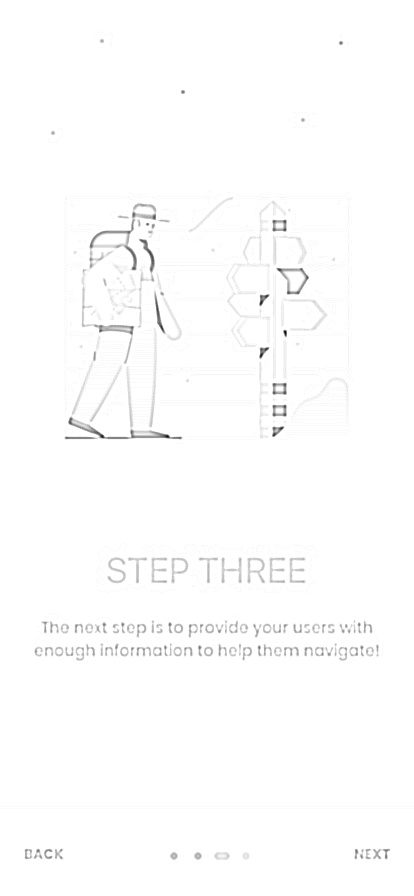 STEP THREE
The next step is to provide your users with
enough information to help them navigate!
BACK
NEXT